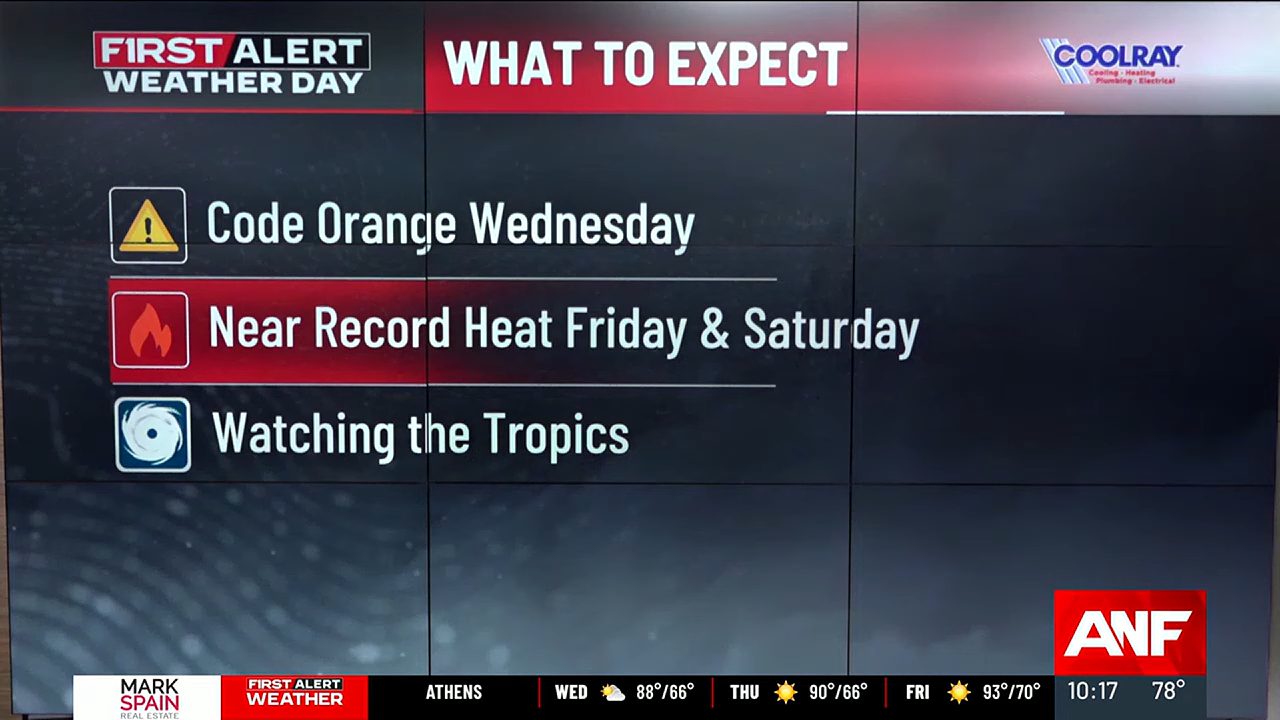 FIRST ALERT
WEATHER DAY
WHAT TO EXPECT
COOLRAY
Cooling - Heating
Plumbing - Electrical
Code Orange Wednesday
Near Record Heat Friday & Saturday
Watching the Tropics
ANF
MARK
SPAIN
REAL ESTATE
FIRST ALERT
WEATHER
ATHENS
WED 88°/66°
THU 90°/66°
FRI 93°/70°
10:17 78°